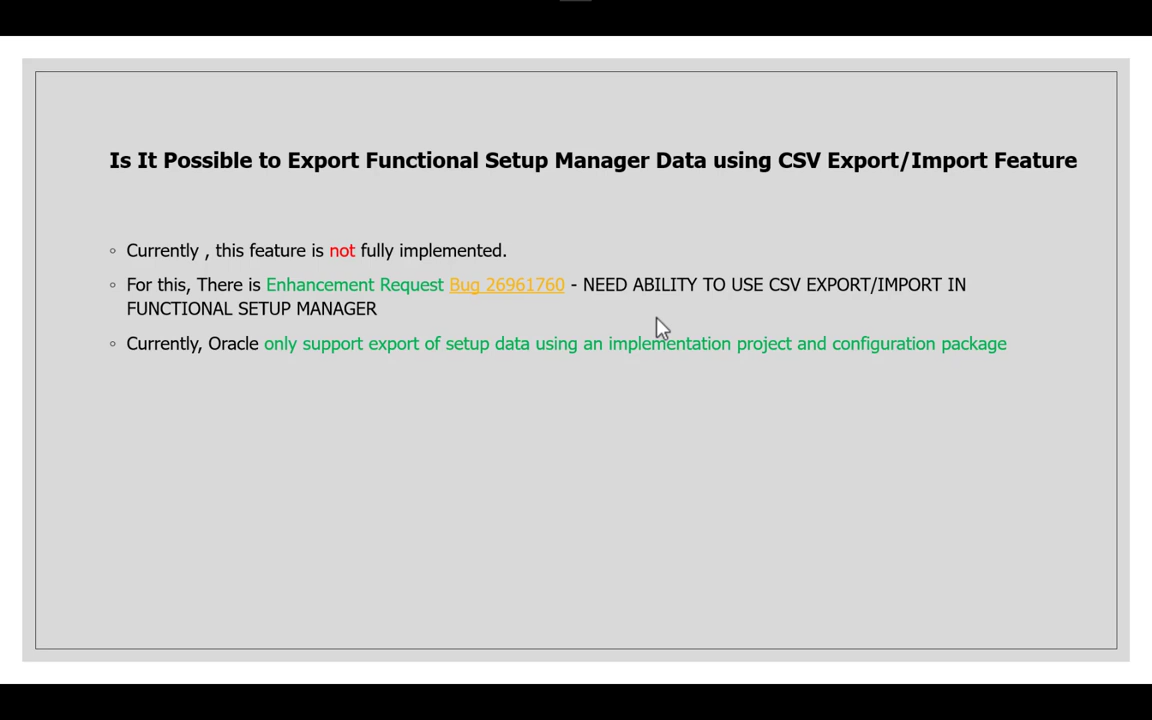 Is It Possible to Export Functional Setup Manager Data using CSV Export/Import Feature
◦ Currently , this feature is not fully implemented.
◦ For this, There is Enhancement Request Bug 26961760 - NEED ABILITY TO USE CSV EXPORT/IMPORT IN
FUNCTIONAL SETUP MANAGER
◦ Currently, Oracle only support export of setup data using an implementation project and configuration package